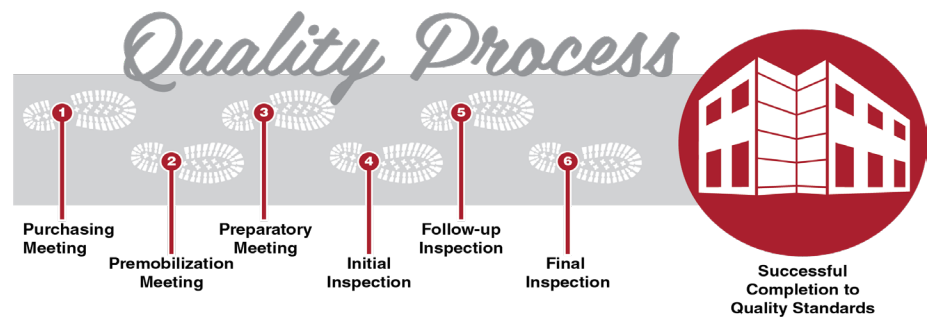 Quality Process
1
3
5
2
4
6
Purchasing
Meeting
Premobilization
Meeting
Preparatory
Meeting
Initial
Inspection
Follow-up
Inspection
Final
Inspection
Successful
Completion to
Quality Standards